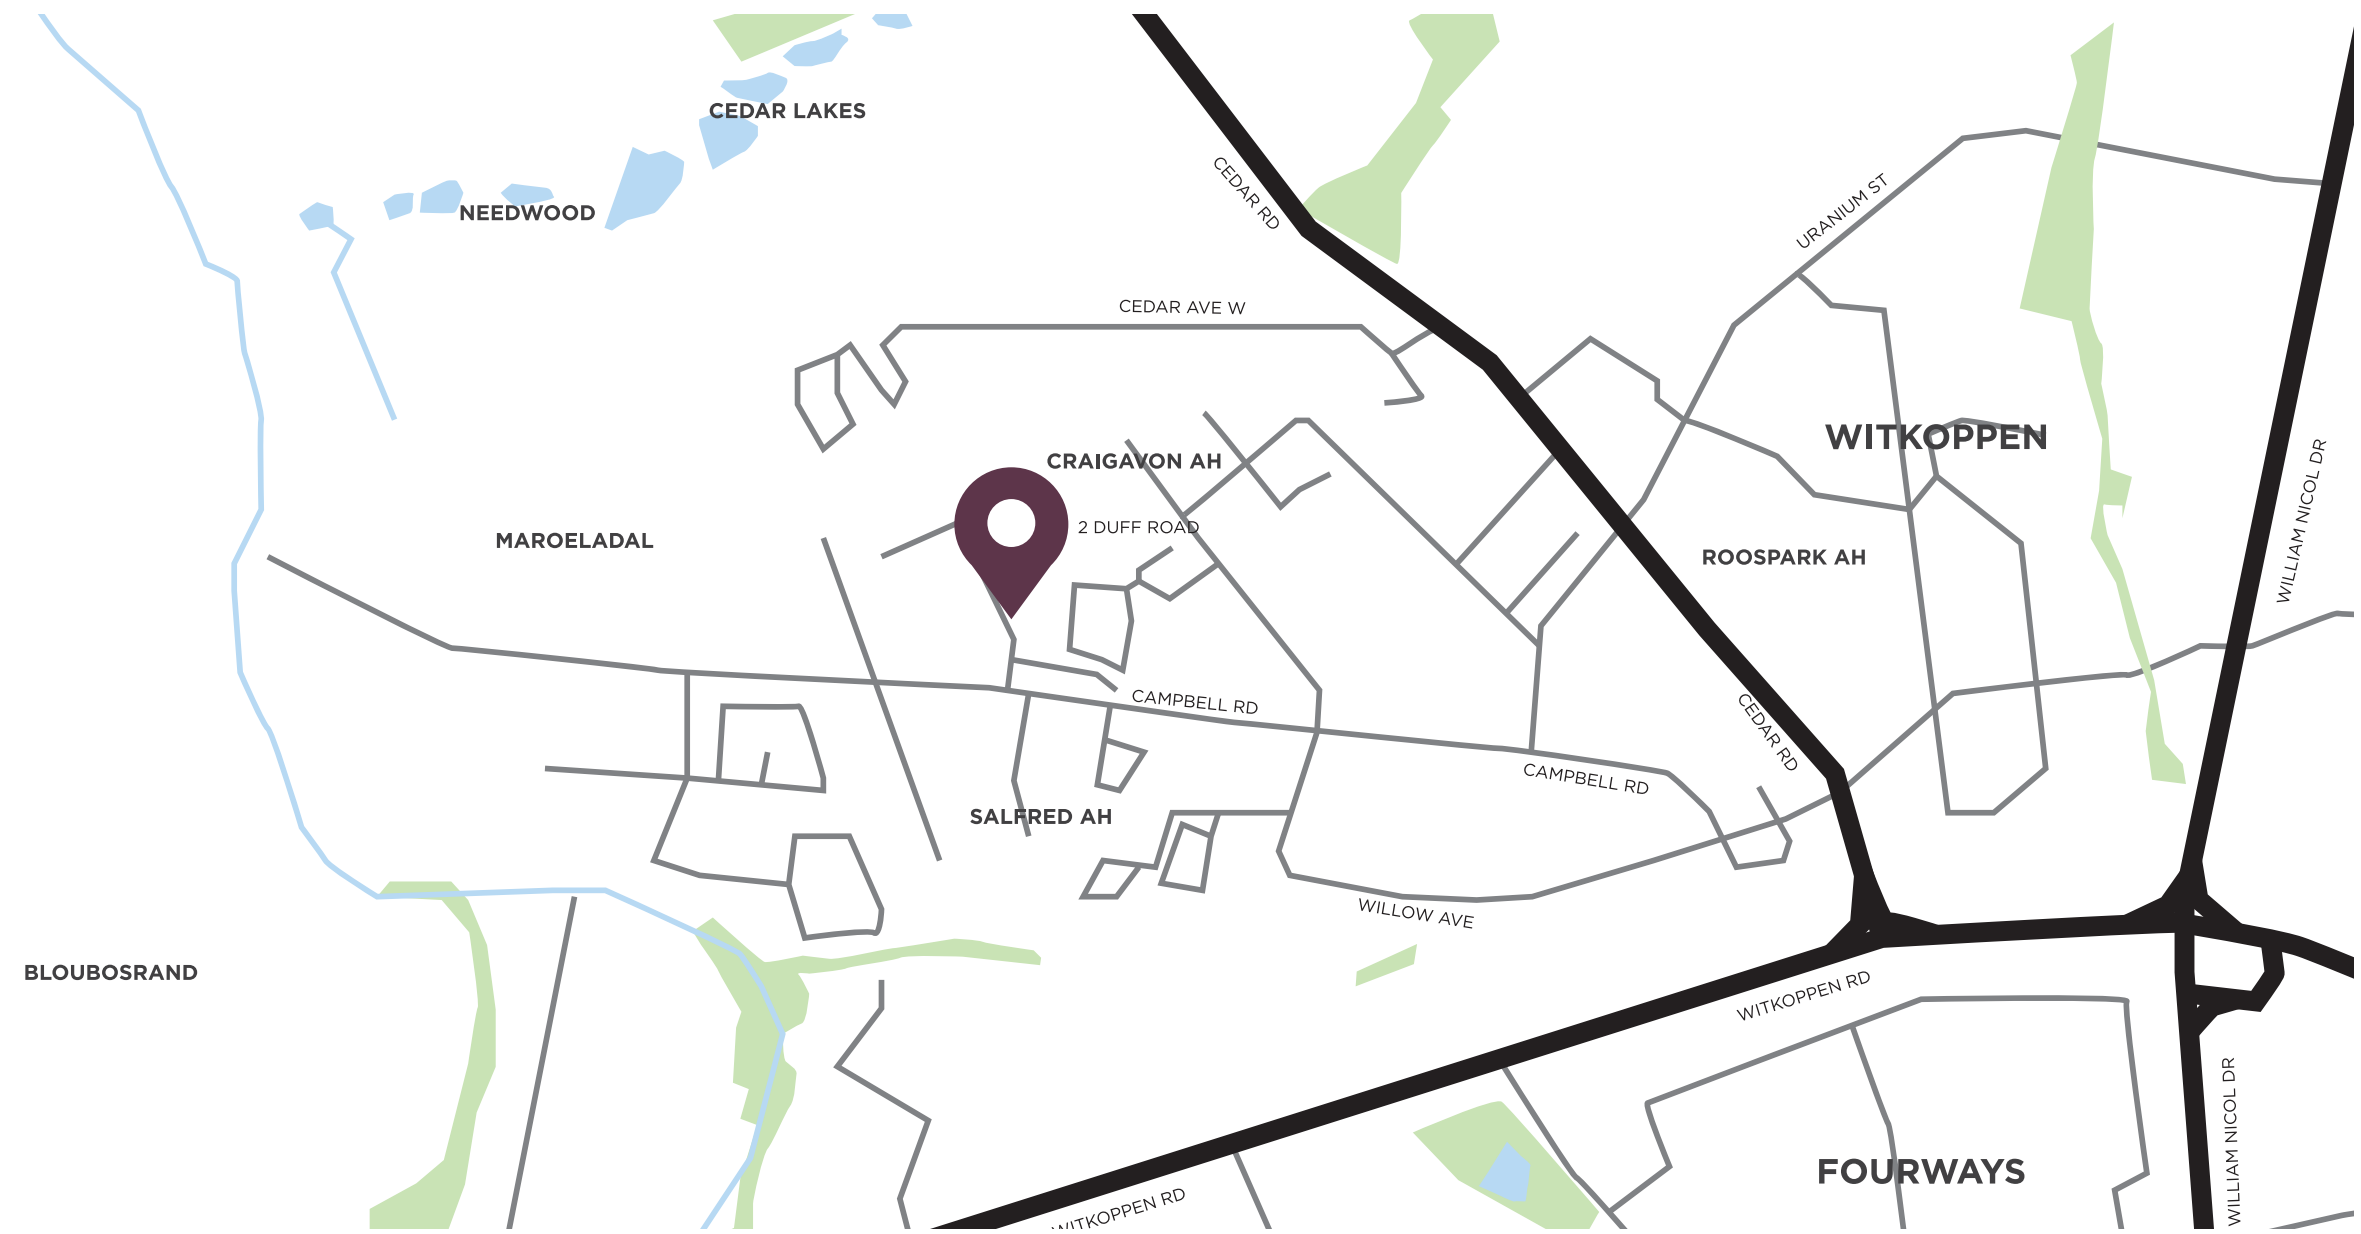 CEDAR LAKES
CEDAR RD
URANIUM ST
NEEDWOOD
CEDAR AVE W
WITKOPPEN
CRAIGAVON AH
WILLIAM NICOL DR
2 DUFF ROAD
MAROELADAL
ROOSPARK AH
CAMPBELL RD
CEDAR RD
CAMPBELL RD
SALFRED AH
WILLOW AVE
BLOUBOSRAND
WITKOPPEN RD
WILLIAM NICOL DR
FOURWAYS
WITKOPPEN RD